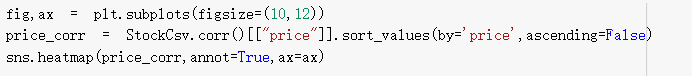 fig,ax = plt.subplots(figsize=(10,12))
price_corr = StockCsv.corr()[["price"]].sort_values(by='price',ascending=False)
sns.heatmap(price_corr,annot=True,ax=ax)